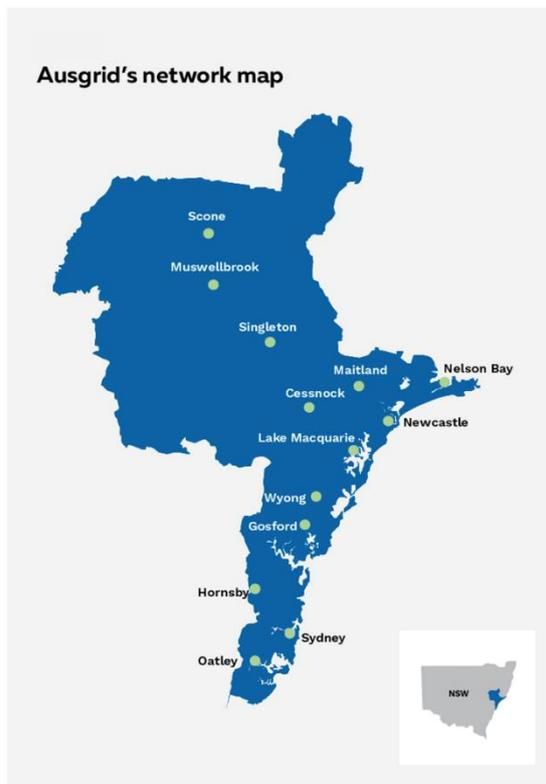 Ausgrid's network map
Scone
Muswellbrook
Singleton
Maitland
Nelson Bay
Cessnock
Newcastle
Lake Macquarie
Wyong
Gosford
Hornsby
Sydney
Oatley
NSW